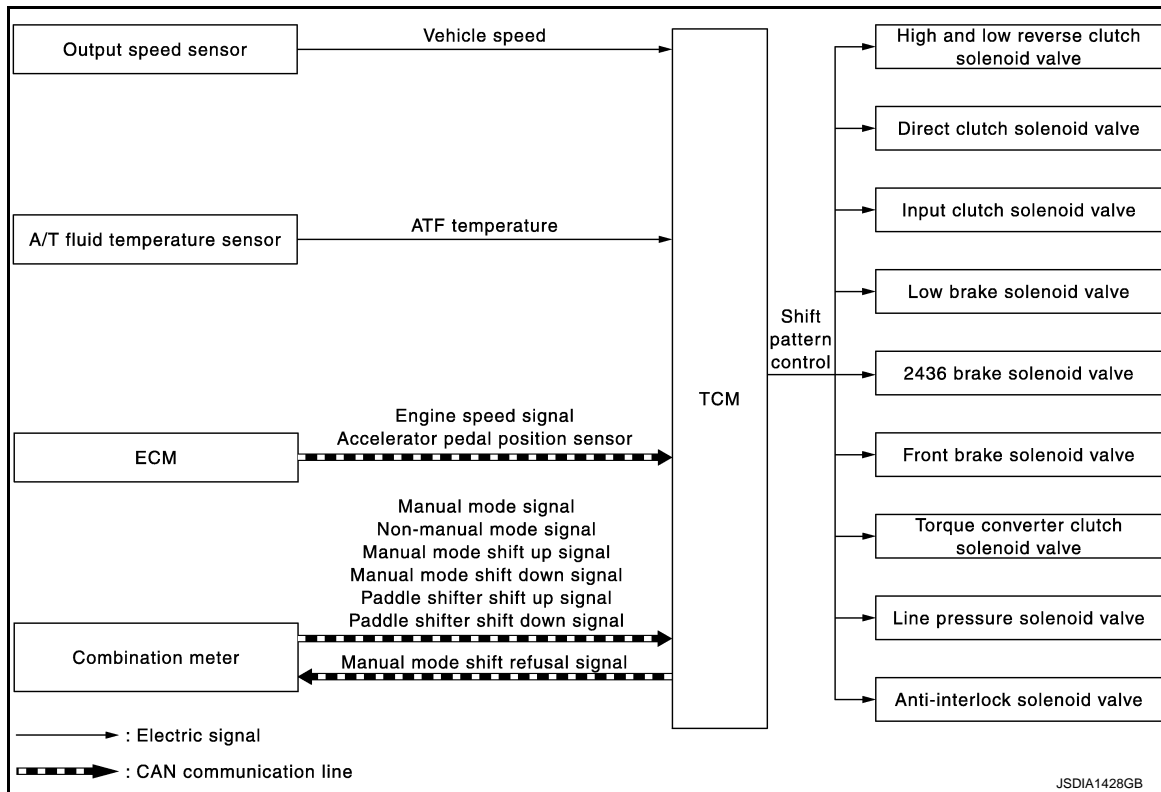 Output speed sensor
Vehicle speed
A/T fluid temperature sensor
ATF temperature
ECM
Engine speed signal
Accelerator pedal position sensor
Combination meter
Manual mode signal
Non-manual mode signal
Manual mode shift up signal
Manual mode shift down signal
Paddle shifter shift up signal
Paddle shifter shift down signal
Manual mode shift refusal signal
TCM
Shift
pattern
control
High and low reverse clutch
solenoid valve
Direct clutch solenoid valve
Input clutch solenoid valve
Low brake solenoid valve
2436 brake solenoid valve
Front brake solenoid valve
Torque converter clutch
solenoid valve
Line pressure solenoid valve
Anti-interlock solenoid valve
: Electric signal
: CAN communication line
JSDIA1428GB